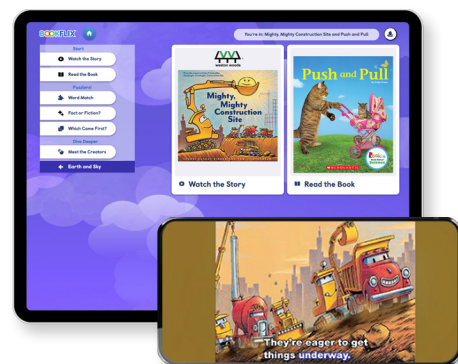 BOOKFLIX
You're in: Mighty, Mighty Construction Site and Push and Pull
Start
Watch the Story
Read the Book
Puzzlers!
Word Match
Fact or Fiction?
Which Came First?
Dive Deeper
Meet the Creators
Earth and Sky
weston woods
Mighty,
Mighty
Construction
Site
Watch the Story
Push and Pull
SCHOLASTIC
Read the Book
They're eager to get
things underway.